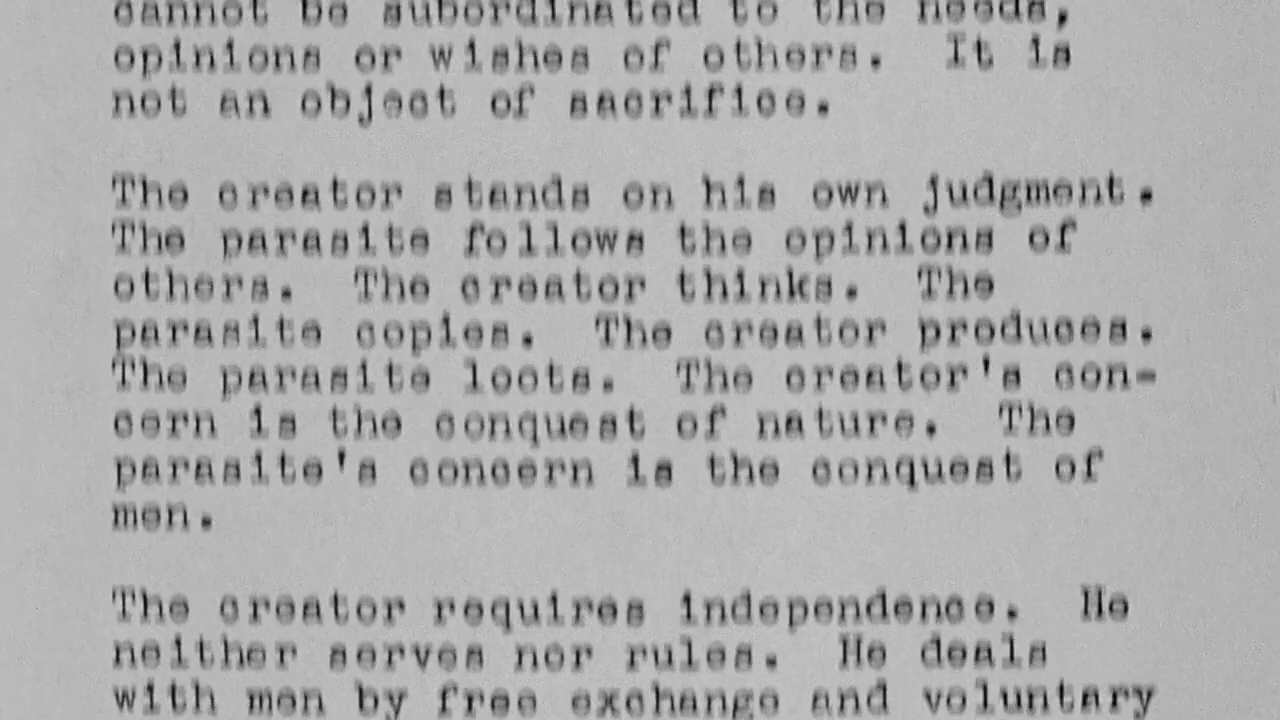 cannot be subordinated to the needs,
opinions or wishes of others.  It is
not an object of sacrifice.
The creator stands on his own judgment.
The parasite follows the opinions of
others.  The creator thinks.  The
parasite copies.  The creator produces.
The parasite loots.  The creator's con-
cern is the conquest of nature.  The
parasite's concern is the conquest of
men.
The creator requires independence.  He
neither serves nor rules.  He deals
with men by free exchange and voluntary